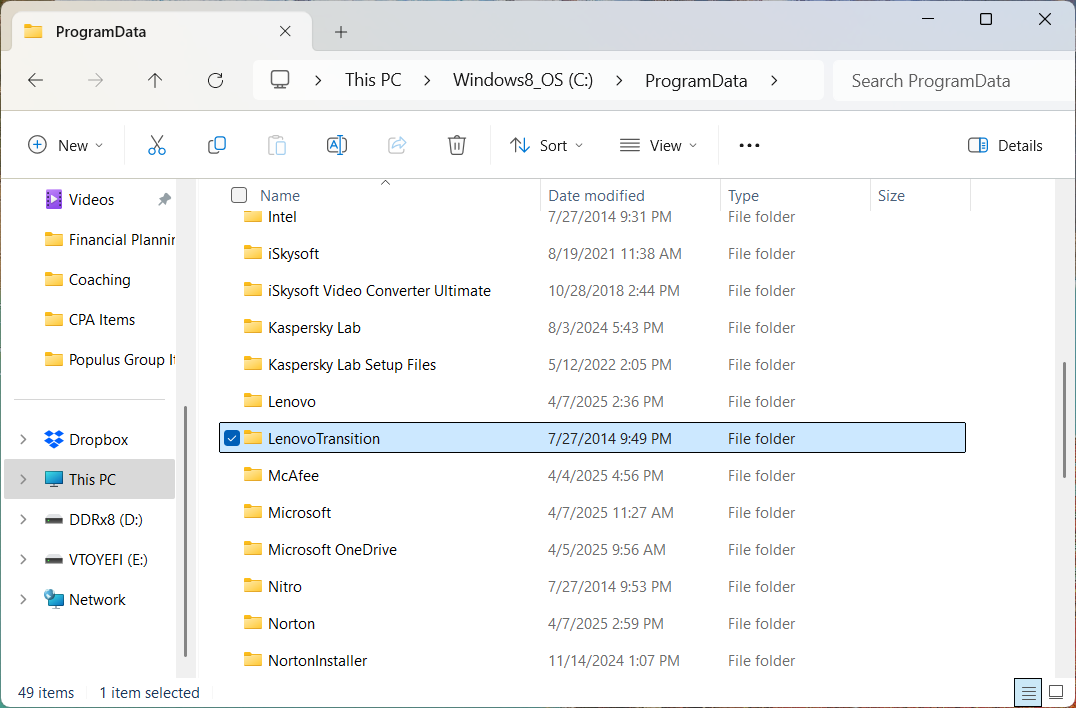 ProgramData
This PC > Windows8_OS (C:) > ProgramData >
Search ProgramData
New
Sort
View
Details
Videos
Financial Plannin
Coaching
CPA Items
Populus Group It
Dropbox
This PC
DDRx8 (D:)
VTOYEFI (E:)
Network
Name Date modified Type Size
Intel 7/27/2014 9:31 PM File folder
iSkysoft 8/19/2021 11:38 AM File folder
iSkysoft Video Converter Ultimate 10/28/2018 2:44 PM File folder
Kaspersky Lab 8/3/2024 5:43 PM File folder
Kaspersky Lab Setup Files 5/12/2022 2:05 PM File folder
Lenovo 4/7/2025 2:36 PM File folder
LenovoTransition 7/27/2014 9:49 PM File folder
McAfee 4/4/2025 4:56 PM File folder
Microsoft 4/7/2025 11:27 AM File folder
Microsoft OneDrive 4/5/2025 9:56 AM File folder
Nitro 7/27/2014 9:53 PM File folder
Norton 4/7/2025 2:59 PM File folder
NortonInstaller 11/14/2024 1:07 PM File folder
49 items 1 item selected